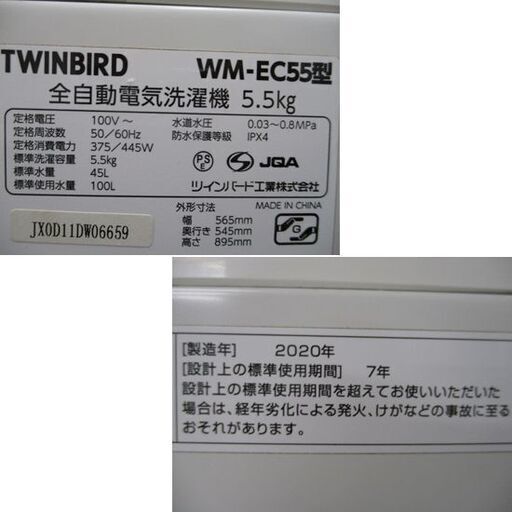 TWINBIRD WM-EC55型
全自動電気洗濯機 5.5kg
定格電圧 100V～ 水道水圧 0.03～0.8MPa
定格周波数 50/60Hz 防水保護等級 IPX4
定格消費電力 375/445W
標準洗濯容量 5.5kg
標準水量 45L
標準使用水量 100L
PSE JQA
ツインバード工業株式会社
外形寸法 MADE IN CHINA
幅 565mm
奥行き 545mm
高さ 895mm
JX0D11DW06659
[製造年] 2020年
[設計上の標準使用期間] 7年
設計上の標準使用期間を超えてお使いいただいた
場合は、経年劣化による発火、けがなどの事故に至る
おそれがあります。